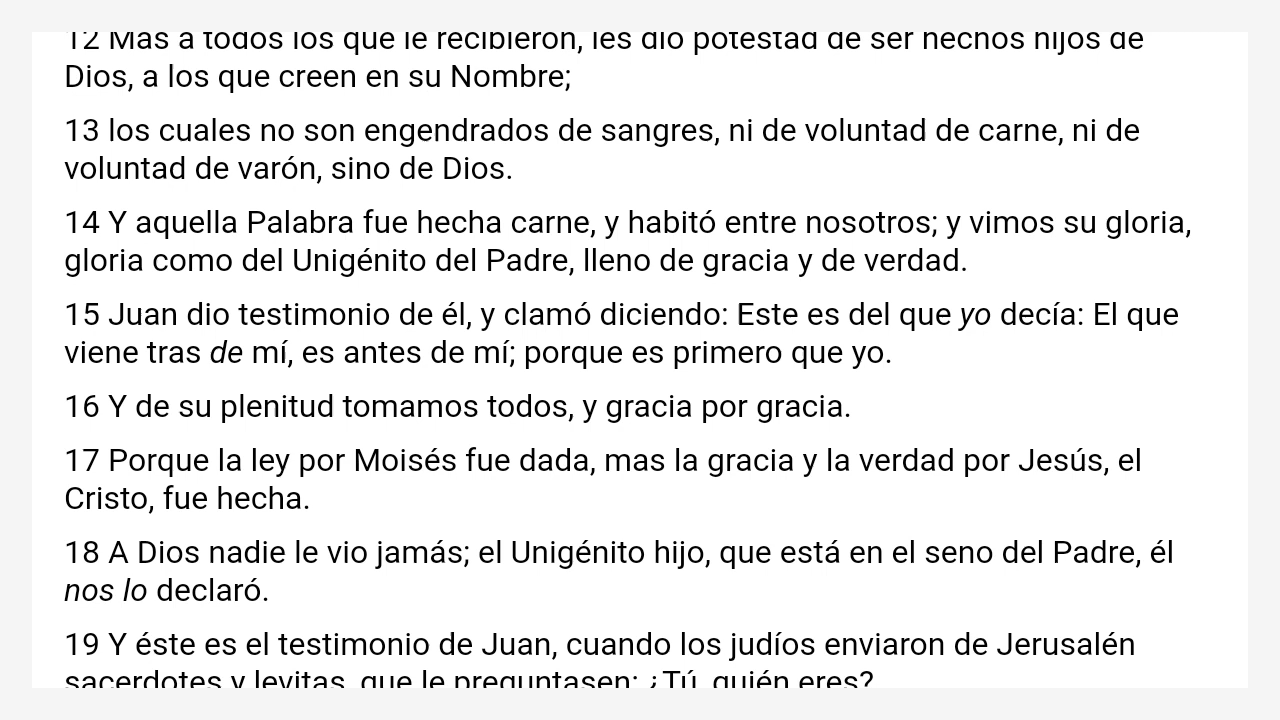 12 Mas a todos los que le recibieron, les dio potestad de ser hechos hijos de
Dios, a los que creen en su Nombre;
13 los cuales no son engendrados de sangres, ni de voluntad de carne, ni de
voluntad de varón, sino de Dios.
14 Y aquella Palabra fue hecha carne, y habitó entre nosotros; y vimos su gloria,
gloria como del Unigénito del Padre, lleno de gracia y de verdad.
15 Juan dio testimonio de él, y clamó diciendo: Este es del que yo decía: El que
viene tras de mí, es antes de mí; porque es primero que yo.
16 Y de su plenitud tomamos todos, y gracia por gracia.
17 Porque la ley por Moisés fue dada, mas la gracia y la verdad por Jesús, el
Cristo, fue hecha.
18 A Dios nadie le vio jamás; el Unigénito hijo, que está en el seno del Padre, él
nos lo declaró.
19 Y éste es el testimonio de Juan, cuando los judíos enviaron de Jerusalén
sacerdotes y levitas, que le preguntasen: ¿Tú, quién eres?